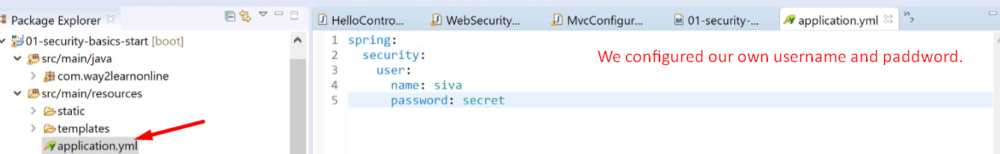 Package Explorer
01-security-basics-start [boot]
src/main/java
com.way2learnonline
src/main/resources
static
templates
application.yml
HelloContro... WebSecurity... MvcConfigur... 01-security-... application.yml "2
1 spring:
2 security:
3 user:
4 name: siva
5 password: secret
We configured our own username and paddword.